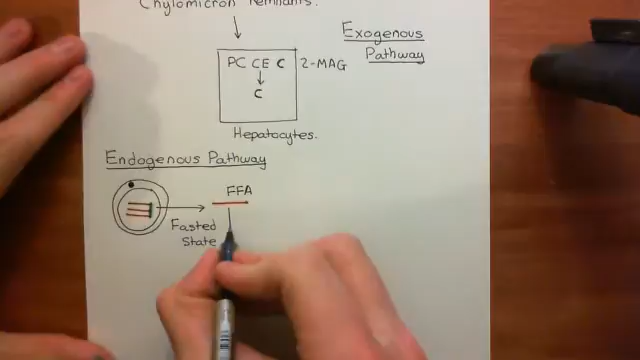 Chylomicron Remnants.
Exogenous
Pathway
PC CE C 2-MAG
C
Hepatocytes.
Endogenous Pathway
FFA
Fasted
State